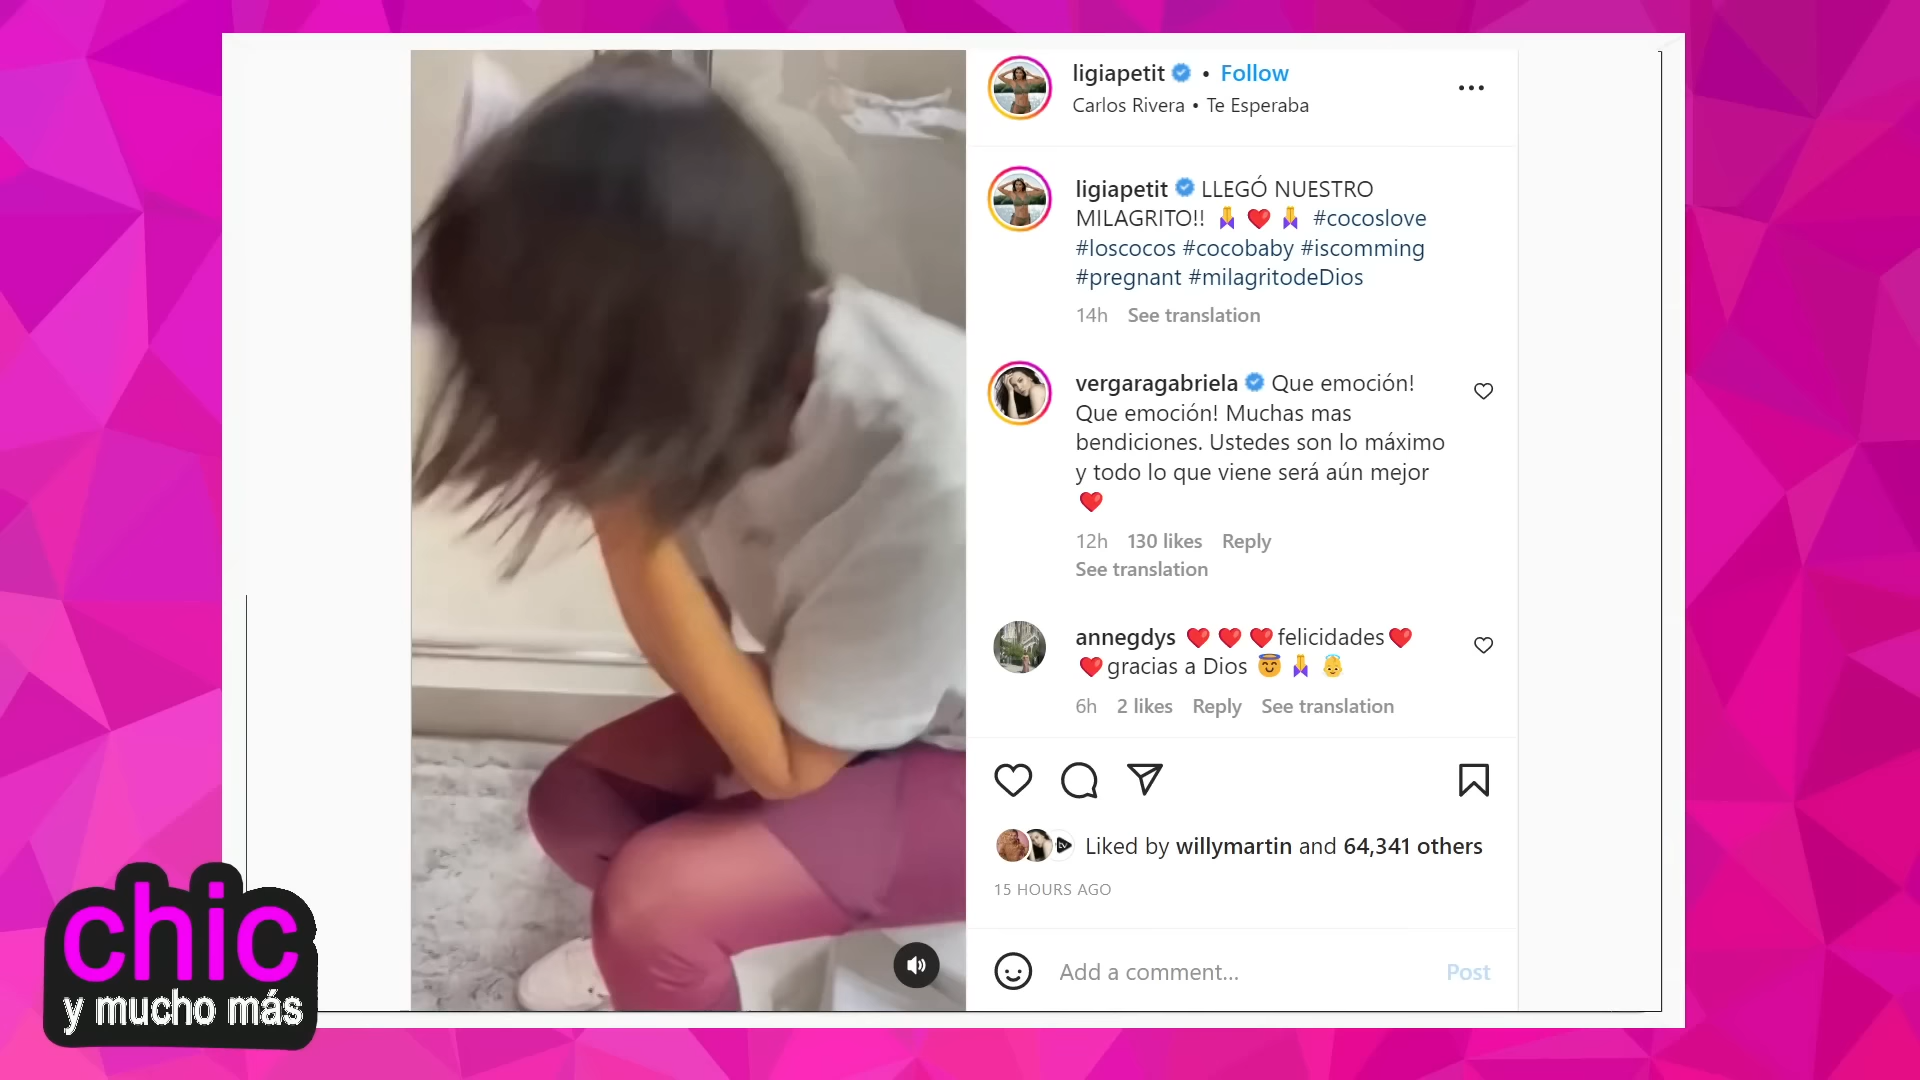 ligiapetit • Follow
Carlos Rivera • Te Esperaba
ligiapetit LLEGÓ NUESTRO
MILAGRITO!! 🙏 ❤️ 🙏 #cocoslove
#loscocos #cocobaby #iscomming
#pregnant #milagritodeDios
14h See translation
vergaragabriela Que emoción!
Que emoción! Muchas mas
bendiciones. Ustedes son lo máximo
y todo lo que viene será aún mejor
❤️
12h 130 likes Reply
See translation
annegdys ❤️ ❤️ ❤️felicidades❤️
❤️gracias a Dios 😇 🙏 👼
6h 2 likes Reply See translation
Liked by willymartin and 64,341 others
15 HOURS AGO
Add a comment... Post
chic
y mucho más